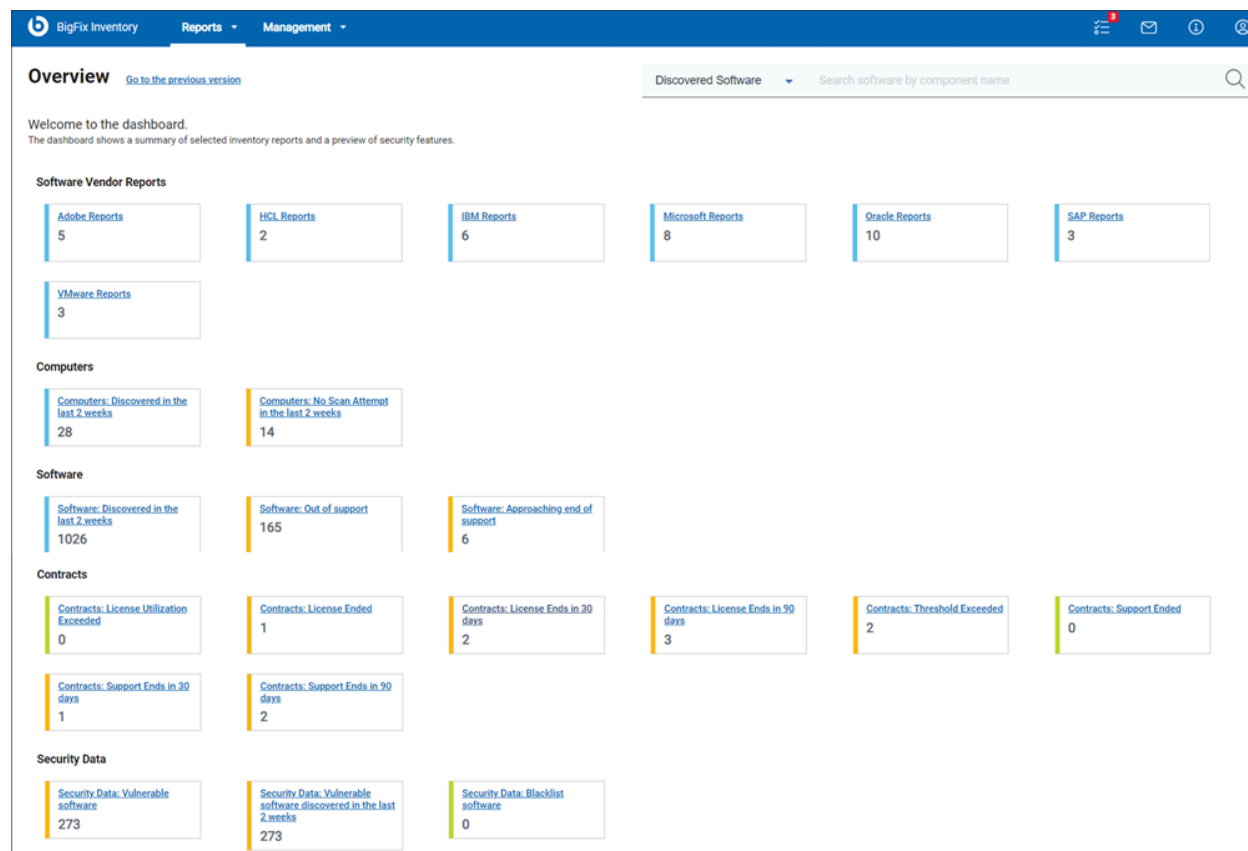 BigFix Inventory Reports Management 3
Overview Go to the previous version Discovered Software Search software by component name
Welcome to the dashboard.
The dashboard shows a summary of selected inventory reports and a preview of security features.
Software Vendor Reports
Adobe Reports
5
HCL Reports
2
IBM Reports
6
Microsoft Reports
8
Oracle Reports
10
SAP Reports
3
VMware Reports
3
Computers
Computers: Discovered in the
last 2 weeks
28
Computers: No Scan Attempt
in the last 2 weeks
14
Software
Software: Discovered in the
last 2 weeks
1026
Software: Out of support
165
Software: Approaching end of
support
6
Contracts
Contracts: License Utilization
Exceeded
0
Contracts: License Ended
1
Contracts: License Ends in 30
days
2
Contracts: License Ends in 90
days
3
Contracts: Threshold Exceeded
2
Contracts: Support Ended
0
Contracts: Support Ends in 30
days
1
Contracts: Support Ends in 90
days
2
Security Data
Security Data: Vulnerable
software
273
Security Data: Vulnerable
software discovered in the last
2 weeks
273
Security Data: Blacklist
software
0